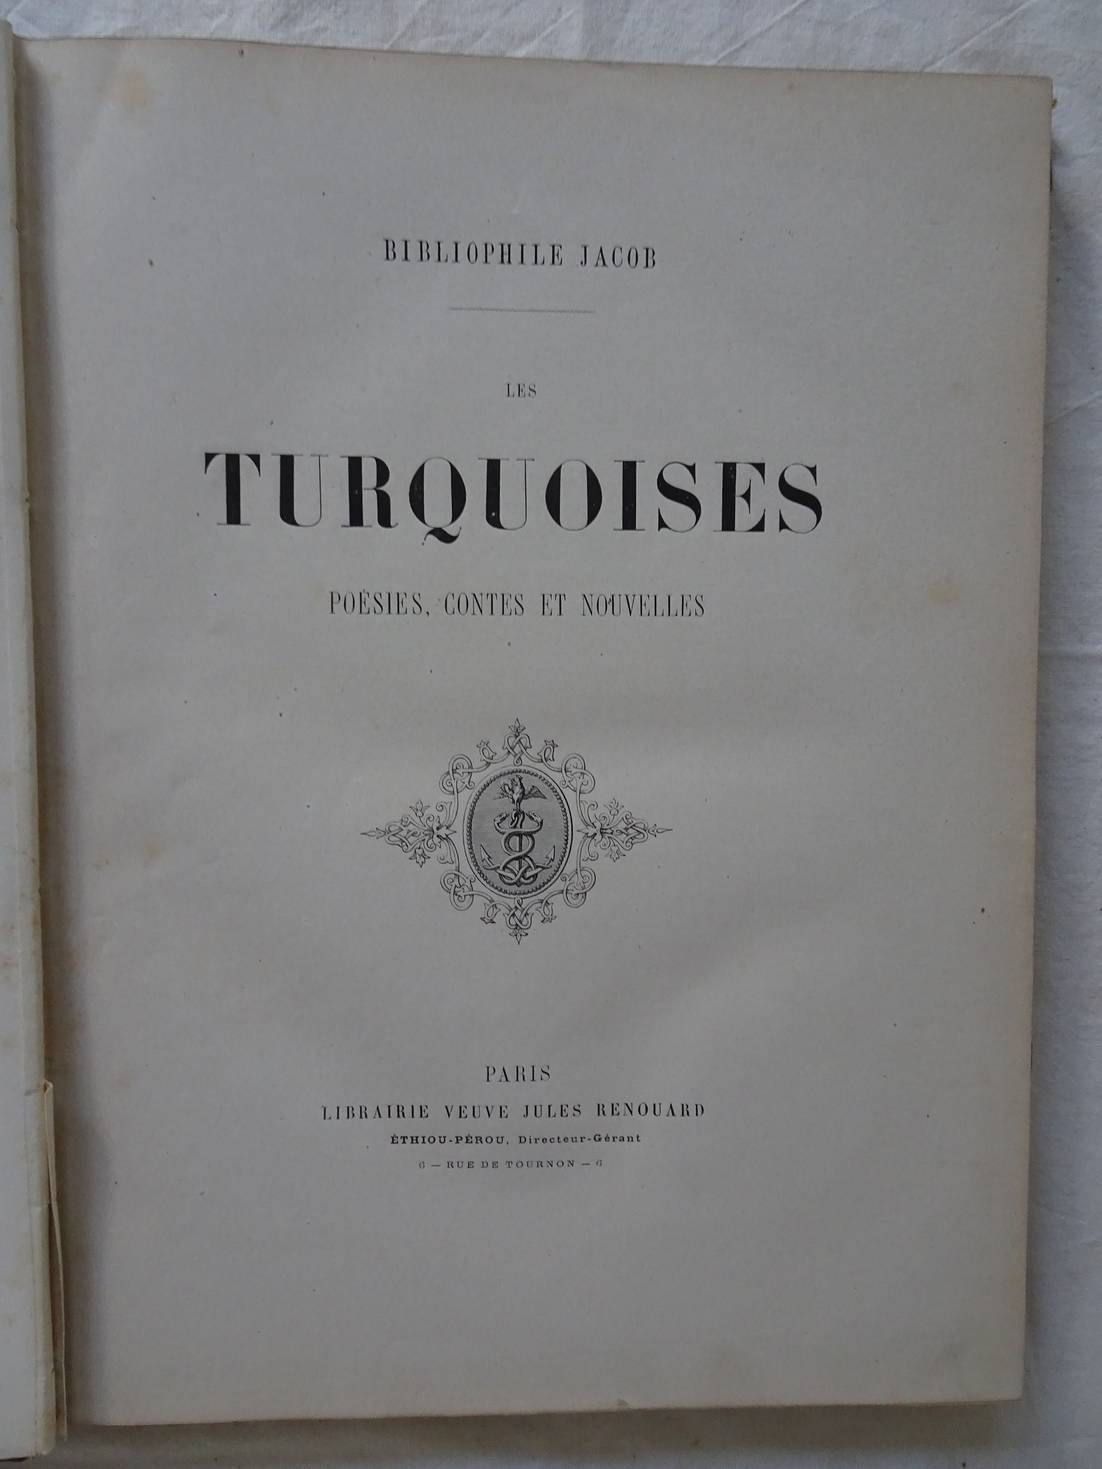 BIBLIOPHILE JACOB
LES
TURQUOISES
POÉSIES, CONTES ET NOUVELLES
PARIS
LIBRAIRIE VEUVE JULES RENOUARD
ÉTHIOU-PÉROU, Directeur-Gérant
6 — RUE DE TOURNON — 6